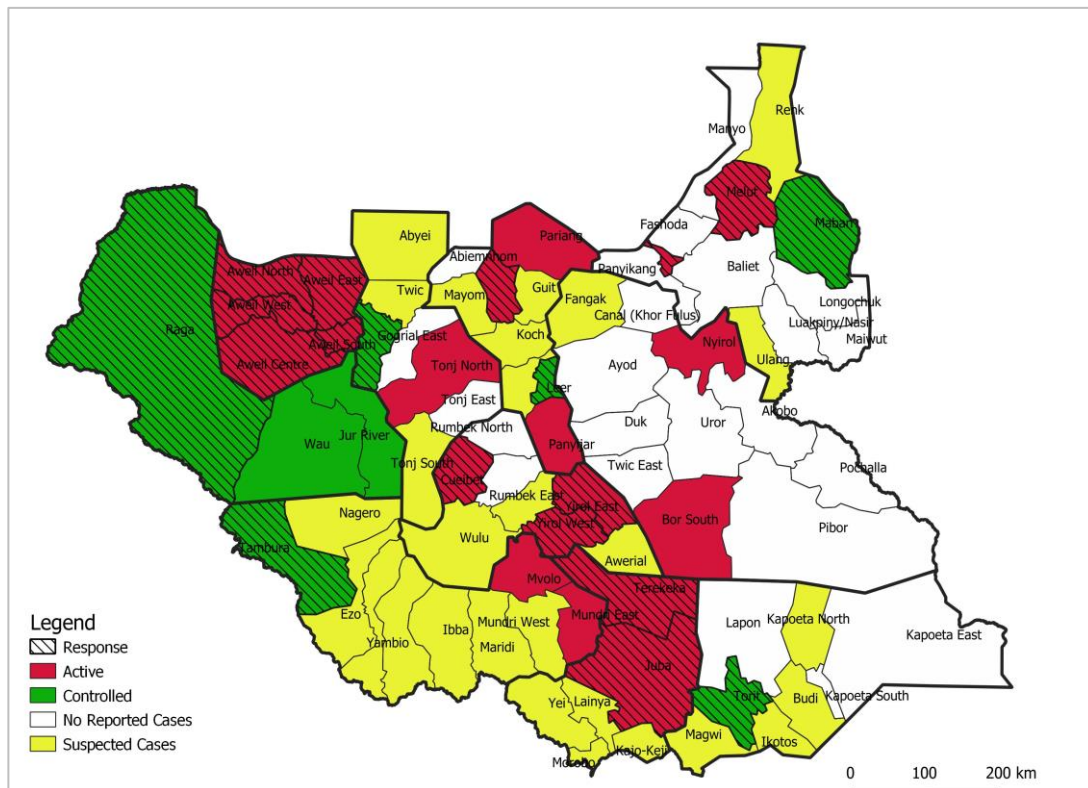 Renk
Manyo
Melut
Maban
Fashoda
Abyei
Pariang
Abiemnhom
Panyikang
Baliet
Aweil North
Aweil East
Twic
Mayom
Guit
Fangak
Canal (Khor Fulus)
Longochuk
Luakpiny/Nasir
Maiwut
Aweil West
Raga
Aweil South
Gogrial East
Koch
Nyirol
Ulang
Aweil Centre
Tonj North
Leer
Ayod
Tonj East
Akobo
Wau
Jur River
Rumbek North
Panyijar
Duk
Uror
Tonj South
Cueibet
Twic East
Pochalla
Rumbek East
Yirol East
Nagero
Yirol West
Bor South
Pibor
Tambura
Wulu
Awerial
Mvolo
Terekeka
Ezo
Ibba
Mundri West
Mundri East
Lapon
Kapoeta North
Kapoeta East
Yambio
Maridi
Juba
Yei
Lainya
Torit
Budi
Kapoeta South
Magwi
Ikotos
Kajo-Keji
Morobo
Legend
Response
Active
Controlled
No Reported Cases
Suspected Cases
0 100 200 km